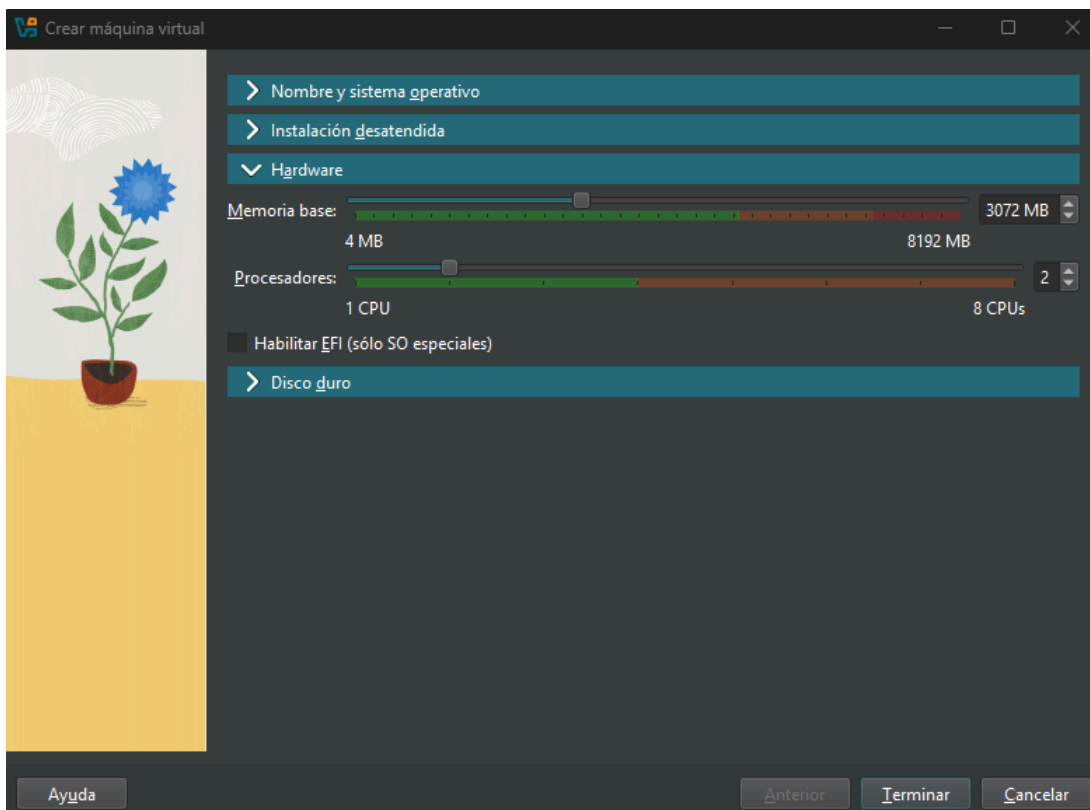 Crear máquina virtual
Nombre y sistema operativo
Instalación desatendida
Hardware
Memoria base: 3072 MB
4 MB 8192 MB
Procesadores: 2
1 CPU 8 CPUs
Habilitar EFI (sólo SO especiales)
Disco duro
Ayuda Anterior Terminar Cancelar